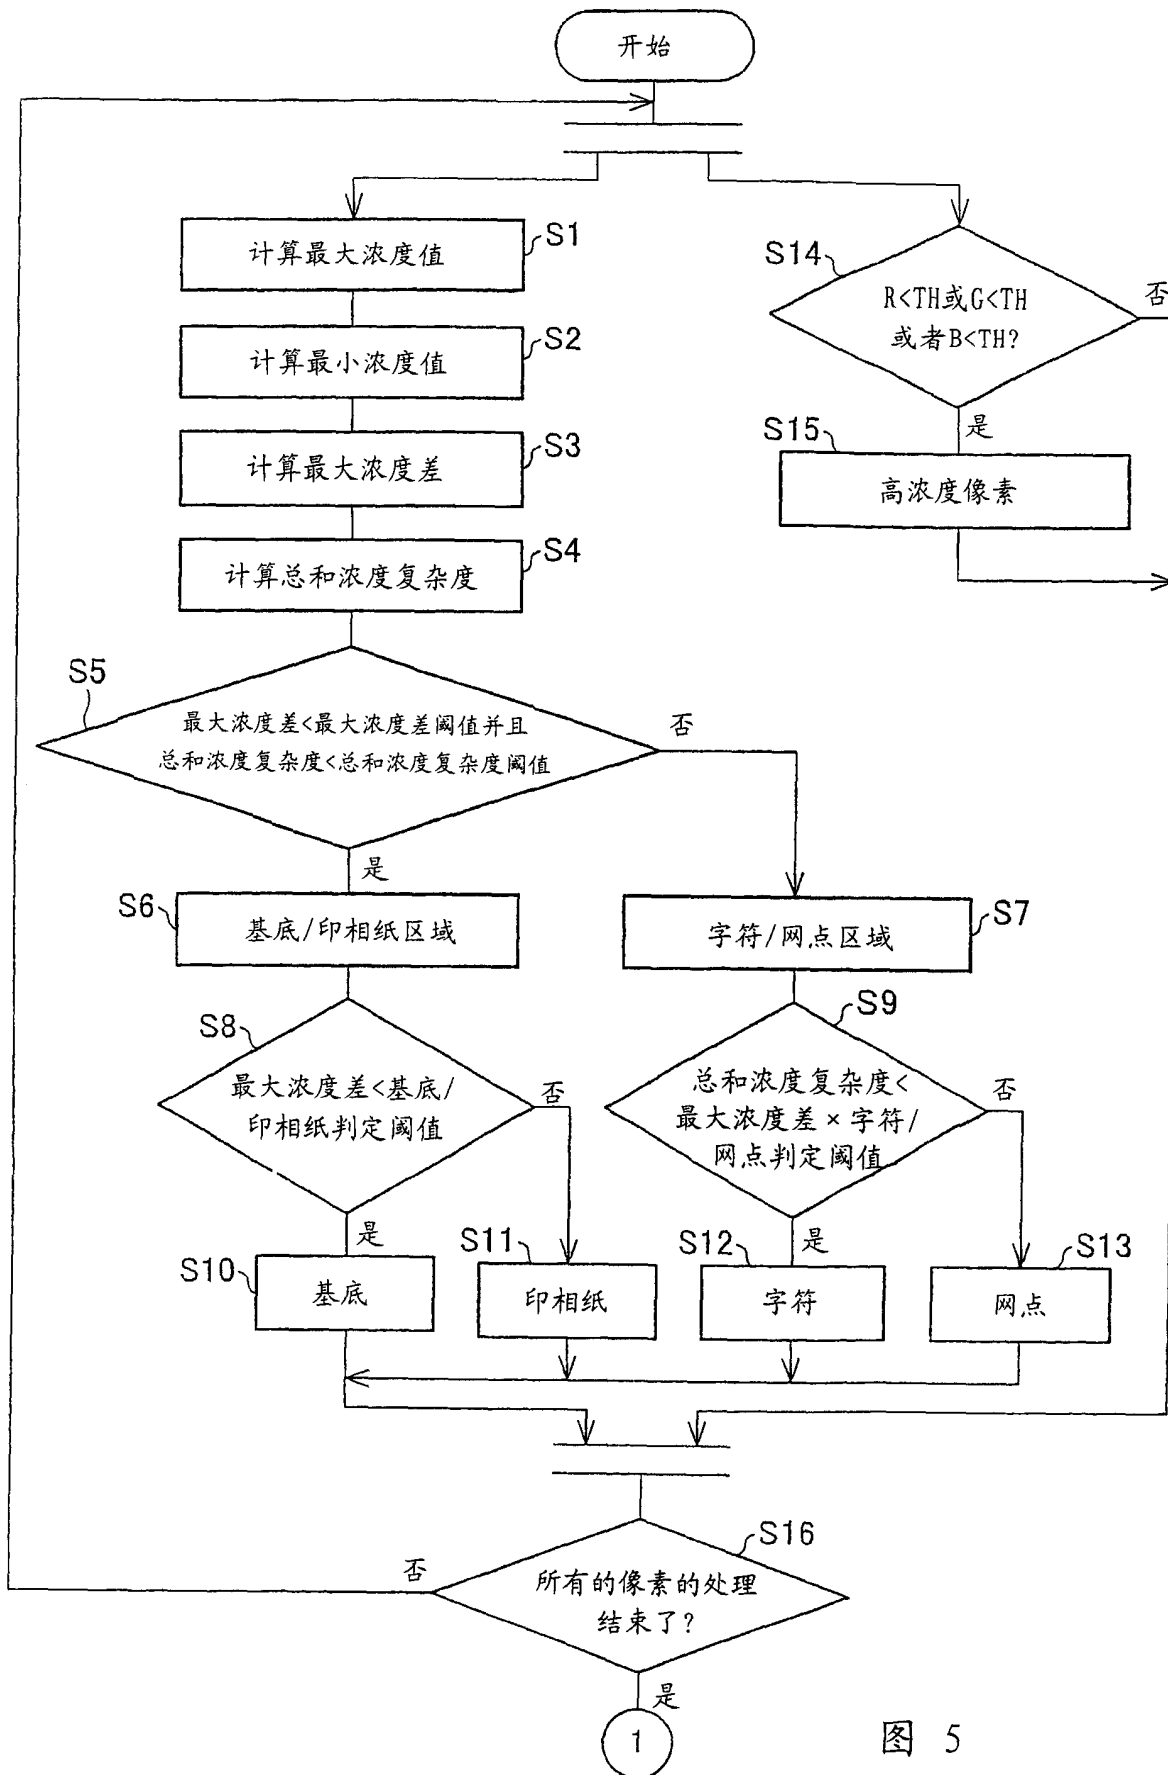 开始
计算最大浓度值
S1
计算最小浓度值
S2
计算最大浓度差
S3
计算总和浓度复杂度
S4
S14
R<TH或G<TH
或者B<TH?
否
是
S15
高浓度像素
S5
最大浓度差<最大浓度差阈值并且
总和浓度复杂度<总和浓度复杂度阈值
否
是
S6
基底/印相纸区域
字符/网点区域
S7
S8
最大浓度差<基底/
印相纸判定阈值
否
是
S9
总和浓度复杂度<
最大浓度差×字符/
网点判定阈值
否
是
S10
基底
S11
印相纸
S12
字符
S13
网点
S16
所有的像素的处理
结束了?
否
是
1
图 5